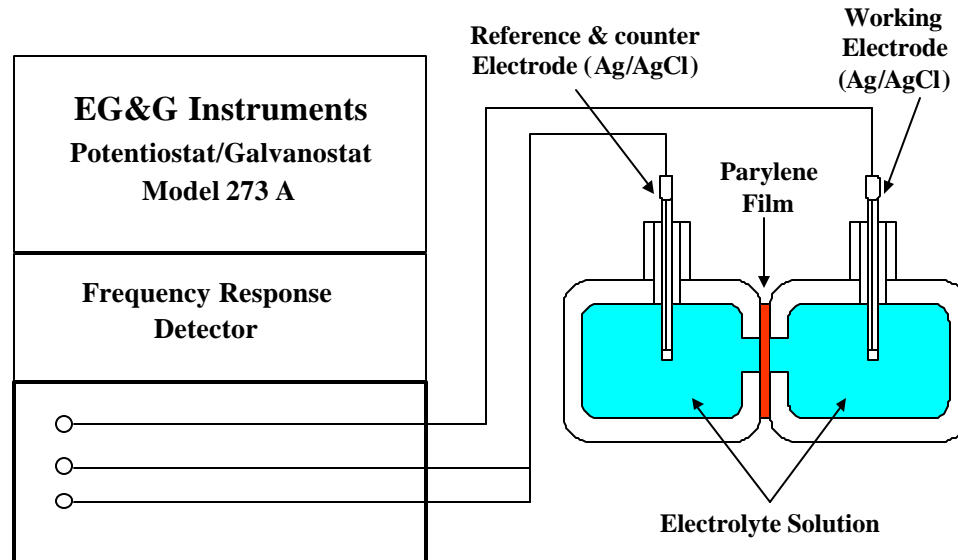 EG&G Instruments
Potentiostat/Galvanostat
Model 273 A
Frequency Response
Detector
Reference & counter
Electrode (Ag/AgCl)
Working
Electrode
(Ag/AgCl)
Parylene
Film
Electrolyte Solution